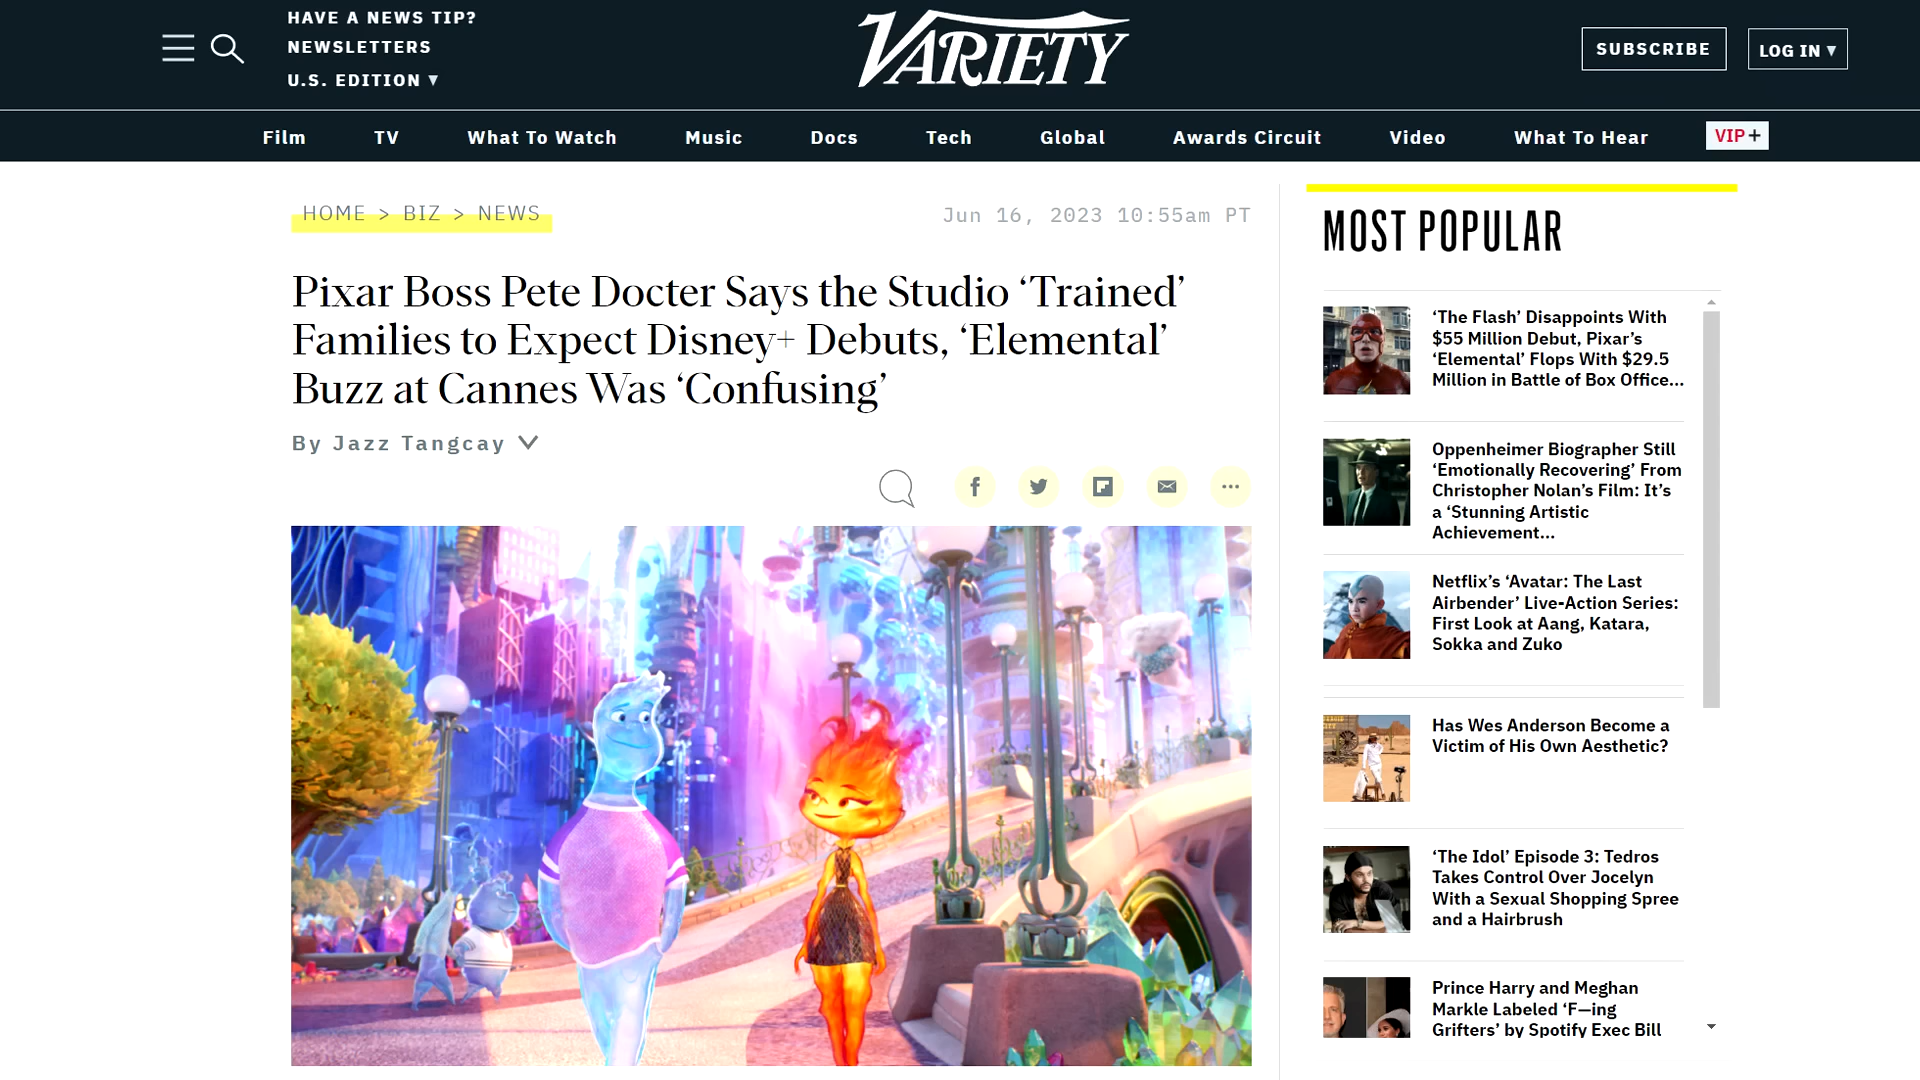 HAVE A NEWS TIP?
NEWSLETTERS
U.S. EDITION ▼
VARIETY
SUBSCRIBE
LOG IN ▼
Film TV What To Watch Music Docs Tech Global Awards Circuit Video What To Hear VIP+
HOME > BIZ > NEWS
Jun 16, 2023 10:55am PT
Pixar Boss Pete Docter Says the Studio ‘Trained’
Families to Expect Disney+ Debuts, ‘Elemental’
Buzz at Cannes Was ‘Confusing’
By Jazz Tangcay
MOST POPULAR
‘The Flash’ Disappoints With
$55 Million Debut, Pixar’s
‘Elemental’ Flops With $29.5
Million in Battle of Box Office...
Oppenheimer Biographer Still
‘Emotionally Recovering’ From
Christopher Nolan’s Film: It’s
a ‘Stunning Artistic
Achievement...
Netflix’s ‘Avatar: The Last
Airbender’ Live-Action Series:
First Look at Aang, Katara,
Sokka and Zuko
Has Wes Anderson Become a
Victim of His Own Aesthetic?
‘The Idol’ Episode 3: Tedros
Takes Control Over Jocelyn
With a Sexual Shopping Spree
and a Hairbrush
Prince Harry and Meghan
Markle Labeled ‘F—ing
Grifters’ by Spotify Exec Bill